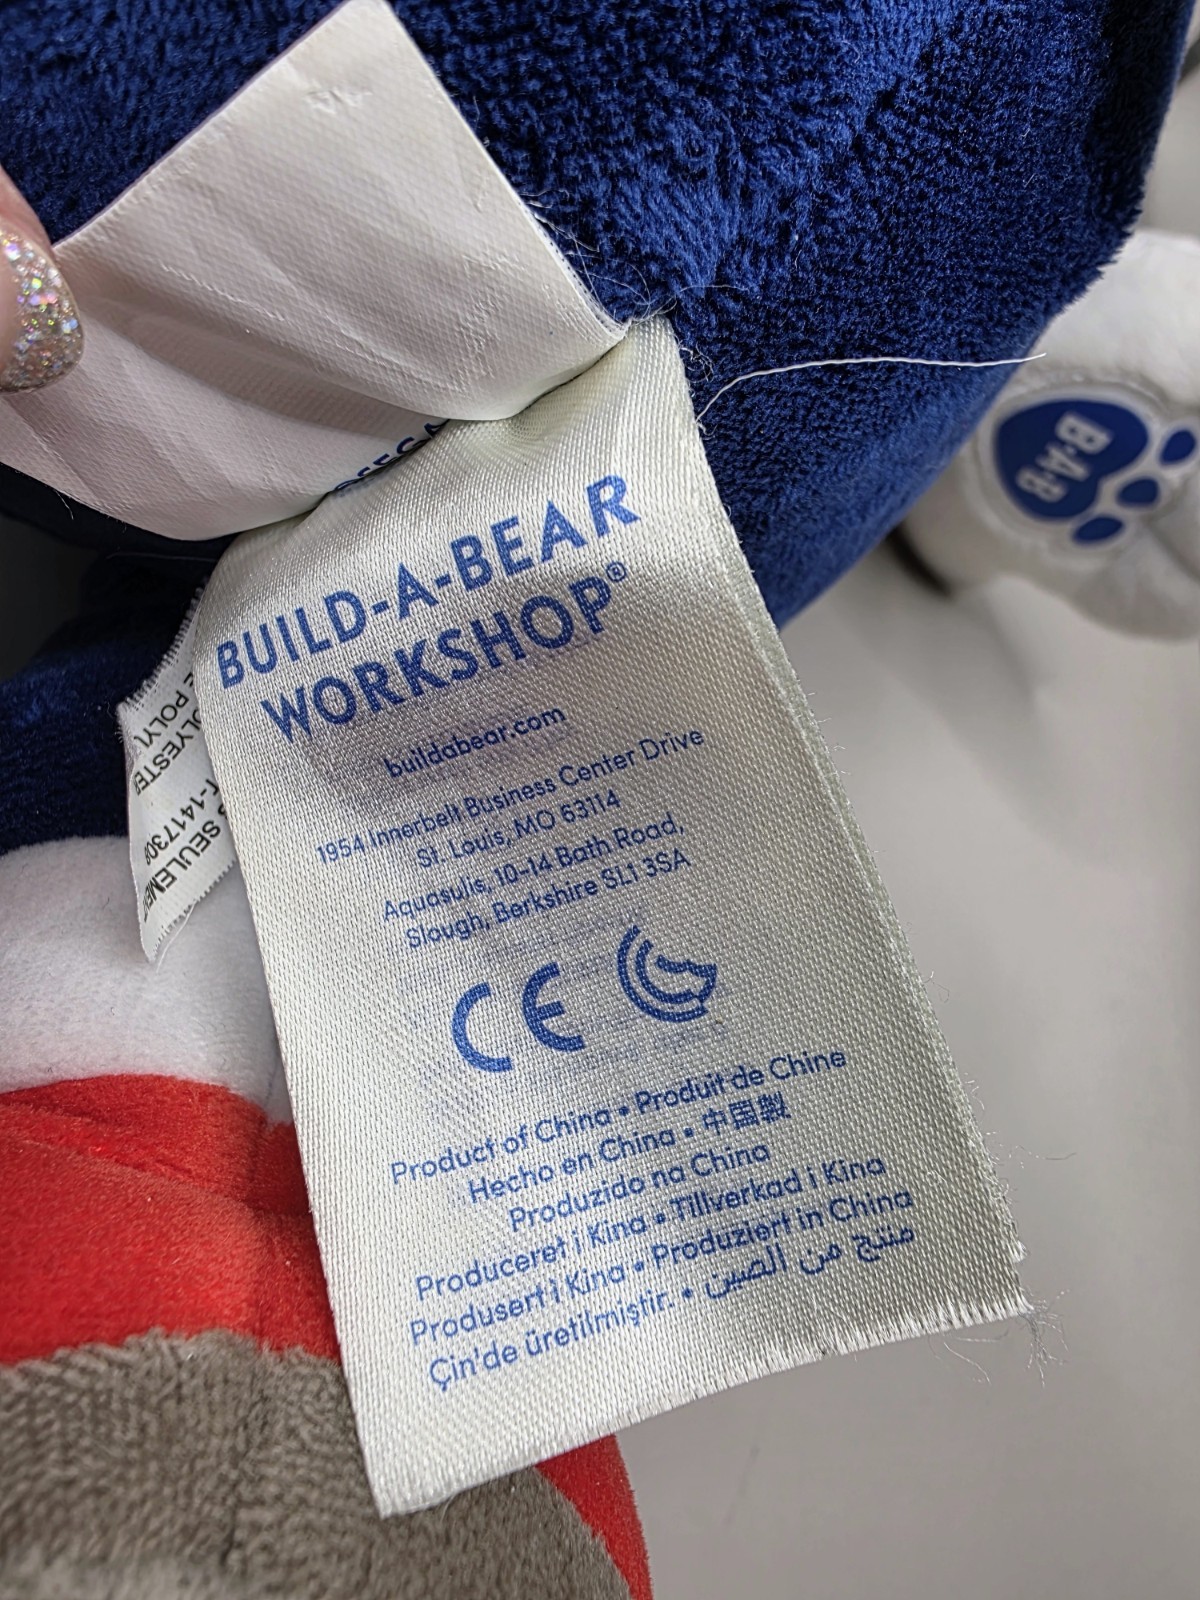 BUILD-A-BEAR
WORKSHOP®
buildabear.com
1954 Innerbelt Business Center Drive
St. Louis, MO 63114
Aquasulis, 10-14 Bath Road,
Slough, Berkshire SL1 3SA
CE
Product of China • Produit de Chine
Hecho en China • 中国製
Produzido na China
Produceret i Kina • Tillverkad i Kina
Produsert i Kina • Produziert in China
Çin'de üretilmiştir. • منتج من الصين
B·A·B